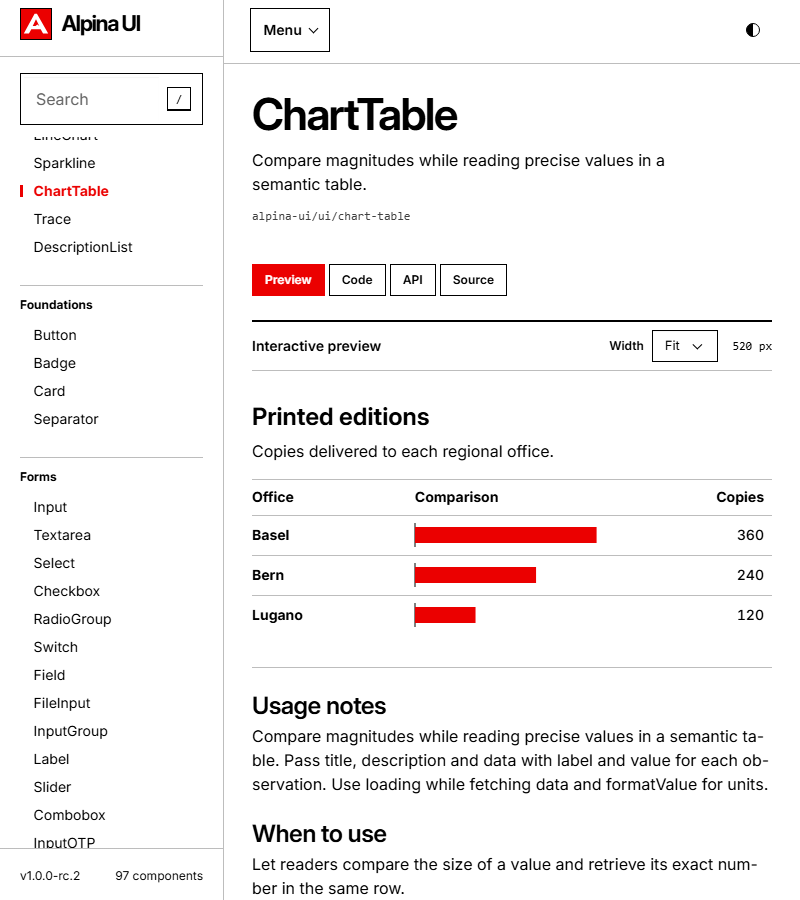 Alpina UI
Search /
LineChart
Sparkline
ChartTable
Trace
DescriptionList
Foundations
Button
Badge
Card
Separator
Forms
Input
Textarea
Select
Checkbox
RadioGroup
Switch
Field
FileInput
InputGroup
Label
Slider
Combobox
InputOTP
v1.0.0-rc.2 97 components
Menu
ChartTable
Compare magnitudes while reading precise values in a
semantic table.
alpina-ui/ui/chart-table
Preview Code API Source
Interactive preview Width Fit 520 px
Printed editions
Copies delivered to each regional office.
Office Comparison Copies
Basel 360
Bern 240
Lugano 120
Usage notes
Compare magnitudes while reading precise values in a semantic ta-
ble. Pass title, description and data with label and value for each ob-
servation. Use loading while fetching data and formatValue for units.
When to use
Let readers compare the size of a value and retrieve its exact num-
ber in the same row.